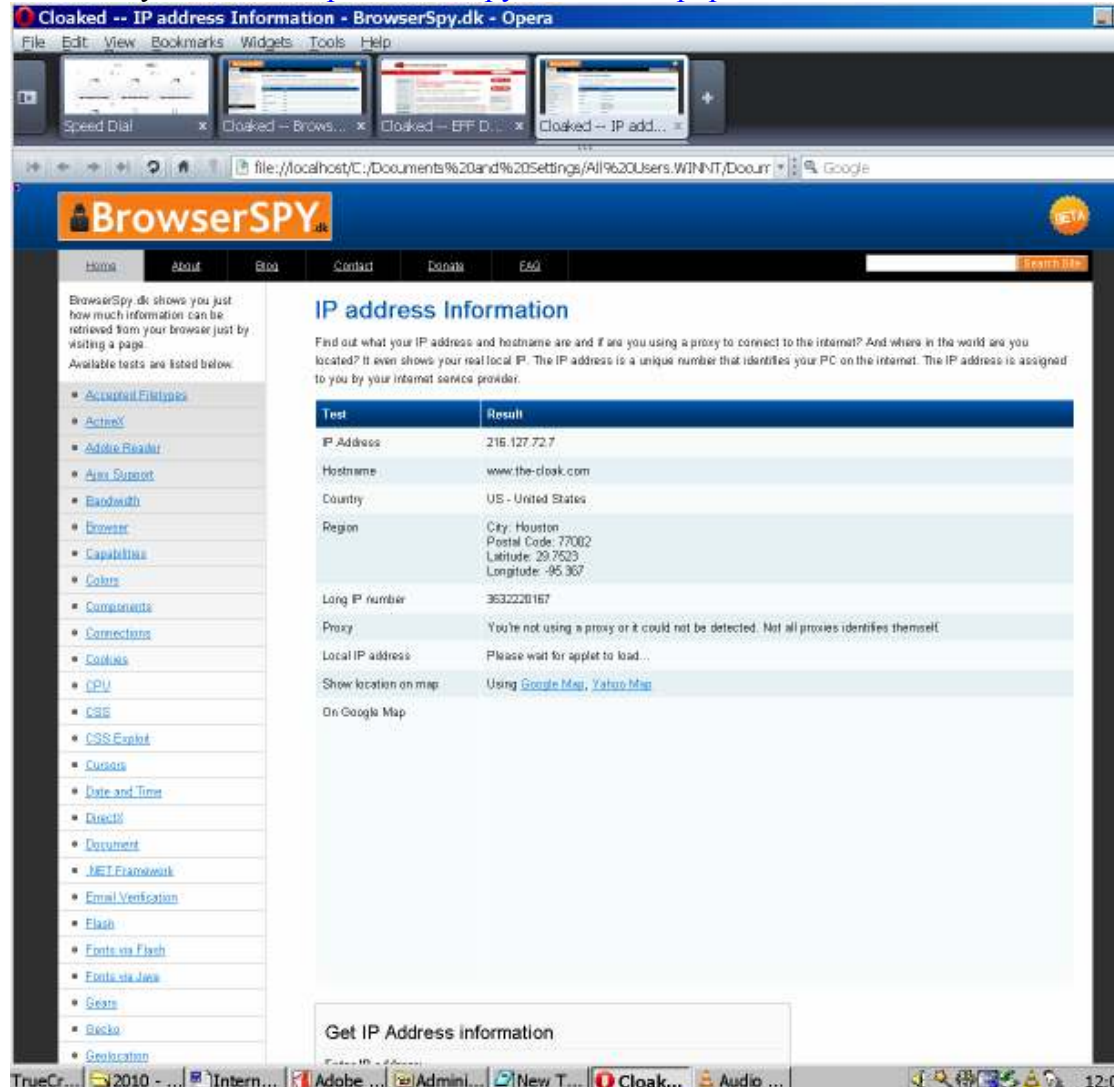 Cloaked -- IP address Information - BrowserSpy.dk - Opera
File Edit View Bookmarks Widgets Tools Help
Speed Dial x Cloaked -- Brows... x Cloaked -- EFF D... x Cloaked -- IP add... x
file://localhost/C:/Documents%20and%20Settings/All%20Users.WINNT/Docum Google
BrowserSPY.dk
BETA
Home About Blog Contact Donate FAQ Search Site
BrowserSpy.dk shows you just
how much information can be
retrieved from your browser just by
visiting a page.
Available tests are listed below.
Accepted Filetypes
ActiveX
Adobe Reader
Ajax Support
Bandwidth
Browser
Capabilities
Colors
Components
Connections
Cookies
CPU
CSS
CSS Exploit
Cursors
Date and Time
DirectX
Document
.NET Framework
Email Verification
Flash
Fonts via Flash
Fonts via Java
Gears
Gecko
Geolocation
IP address Information
Find out what your IP address and hostname are and if are you using a proxy to connect to the internet? And where in the world are you
located? It even shows your real local IP. The IP address is a unique number that identifies your PC on the internet. The IP address is assigned
to you by your internet service provider.
Test Result
IP Address 216.127.72.7
Hostname www.the-cloak.com
Country US - United States
Region City: Houston
Postal Code: 77002
Latitude: 29.7523
Longitude: -95.367
Long IP number 3632220167
Proxy You're not using a proxy or it could not be detected. Not all proxies identifies themself.
Local IP address Please wait for applet to load...
Show location on map Using Google Map, Yahoo Map
On Google Map
Get IP Address information
TrueCr... 2010 - ... Intern... Adobe ... Admini... New T... Cloak... Audio ...